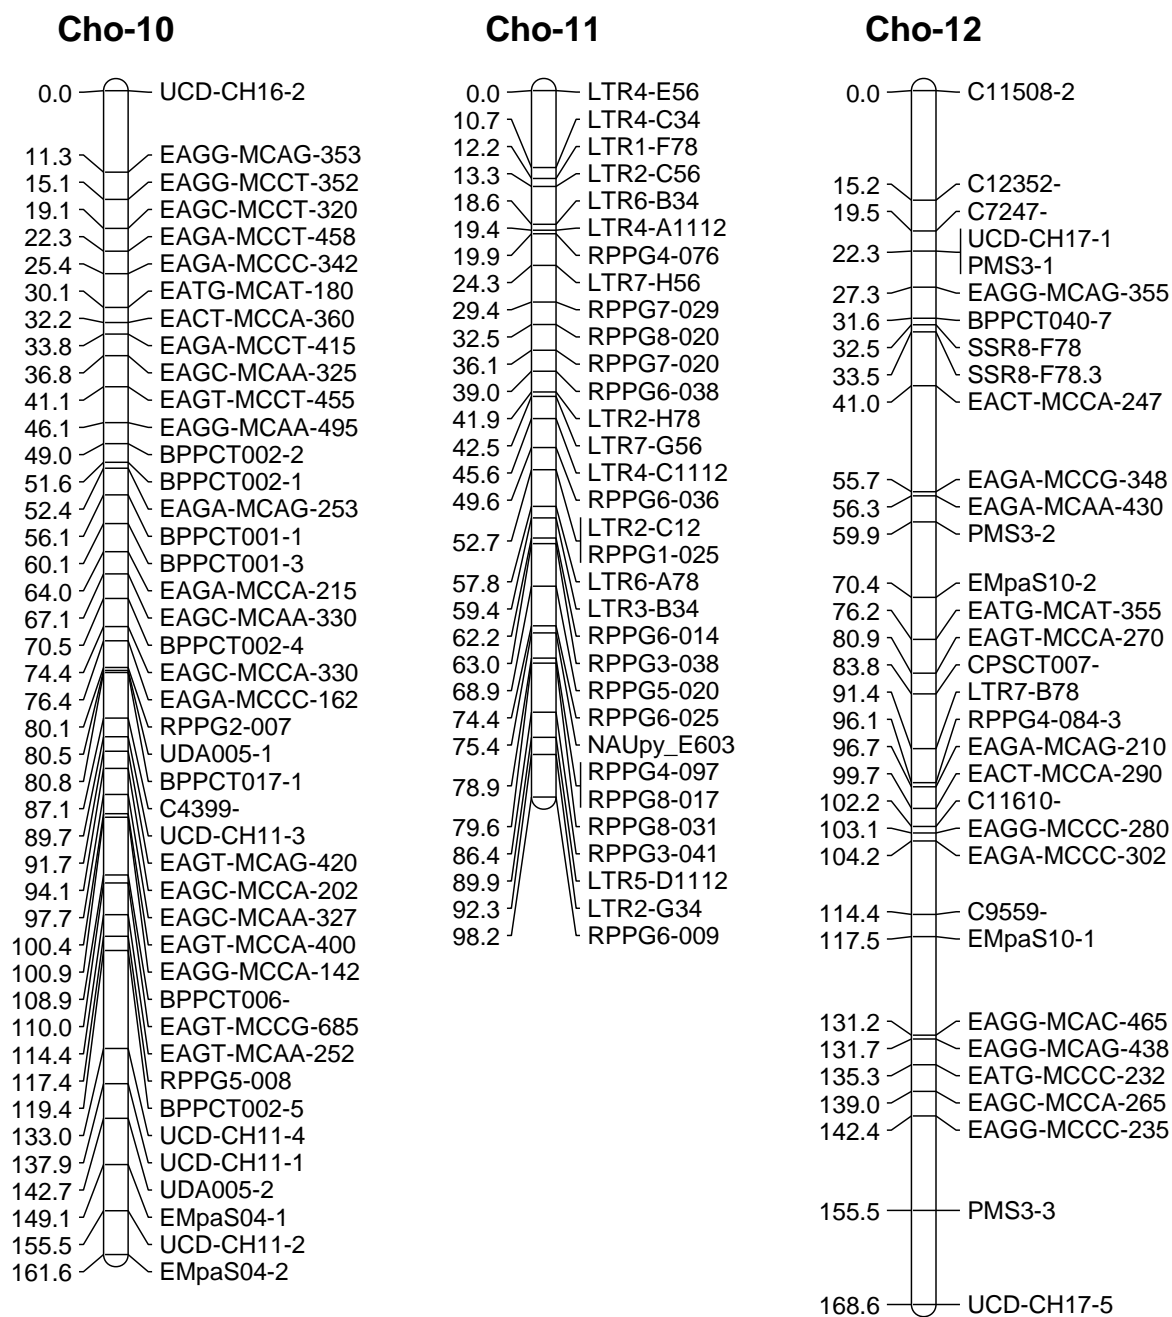 Cho-10
0.0 UCD-CH16-2
11.3 EAGG-MCAG-353
15.1 EAGG-MCCT-352
19.1 EAGC-MCCT-320
22.3 EAGA-MCCT-458
25.4 EAGA-MCCC-342
30.1 EATG-MCAT-180
32.2 EACT-MCCA-360
33.8 EAGA-MCCT-415
36.8 EAGC-MCAA-325
41.1 EAGT-MCCT-455
46.1 EAGG-MCAA-495
49.0 BPPCT002-2
51.6 BPPCT002-1
52.4 EAGA-MCAG-253
56.1 BPPCT001-1
60.1 BPPCT001-3
64.0 EAGA-MCCA-215
67.1 EAGC-MCAA-330
70.5 BPPCT002-4
74.4 EAGC-MCCA-330
76.4 EAGA-MCCC-162
80.1 RPPG2-007
80.5 UDA005-1
80.8 BPPCT017-1
87.1 C4399-
89.7 UCD-CH11-3
91.7 EAGT-MCAG-420
94.1 EAGC-MCCA-202
97.7 EAGC-MCAA-327
100.4 EAGT-MCCA-400
100.9 EAGG-MCCA-142
108.9 BPPCT006-
110.0 EAGT-MCCG-685
114.4 EAGT-MCAA-252
117.4 RPPG5-008
119.4 BPPCT002-5
133.0 UCD-CH11-4
137.9 UCD-CH11-1
142.7 UDA005-2
149.1 EMpaS04-1
155.5 UCD-CH11-2
161.6 EMpaS04-2
Cho-11
0.0 LTR4-E56
10.7 LTR4-C34
12.2 LTR1-F78
13.3 LTR2-C56
18.6 LTR6-B34
19.4 LTR4-A1112
19.9 RPPG4-076
24.3 LTR7-H56
29.4 RPPG7-029
32.5 RPPG8-020
36.1 RPPG7-020
39.0 RPPG6-038
41.9 LTR2-H78
42.5 LTR7-G56
45.6 LTR4-C1112
49.6 RPPG6-036
52.7 LTR2-C12
RPPG1-025
57.8 LTR6-A78
59.4 LTR3-B34
62.2 RPPG6-014
63.0 RPPG3-038
68.9 RPPG5-020
74.4 RPPG6-025
75.4 NAUpy_E603
78.9 RPPG4-097
RPPG8-017
79.6 RPPG8-031
86.4 RPPG3-041
89.9 LTR5-D1112
92.3 LTR2-G34
98.2 RPPG6-009
Cho-12
0.0 C11508-2
15.2 C12352-
19.5 C7247-
22.3 UCD-CH17-1
PMS3-1
27.3 EAGG-MCAG-355
31.6 BPPCT040-7
32.5 SSR8-F78
33.5 SSR8-F78.3
41.0 EACT-MCCA-247
55.7 EAGA-MCCG-348
56.3 EAGA-MCAA-430
59.9 PMS3-2
70.4 EMpaS10-2
76.2 EATG-MCAT-355
80.9 EAGT-MCCA-270
83.8 CPSCT007-
91.4 LTR7-B78
96.1 RPPG4-084-3
96.7 EAGA-MCAG-210
99.7 EACT-MCCA-290
102.2 C11610-
103.1 EAGG-MCCC-280
104.2 EAGA-MCCC-302
114.4 C9559-
117.5 EMpaS10-1
131.2 EAGG-MCAC-465
131.7 EAGG-MCAG-438
135.3 EATG-MCCC-232
139.0 EAGC-MCCA-265
142.4 EAGG-MCCC-235
155.5 PMS3-3
168.6 UCD-CH17-5